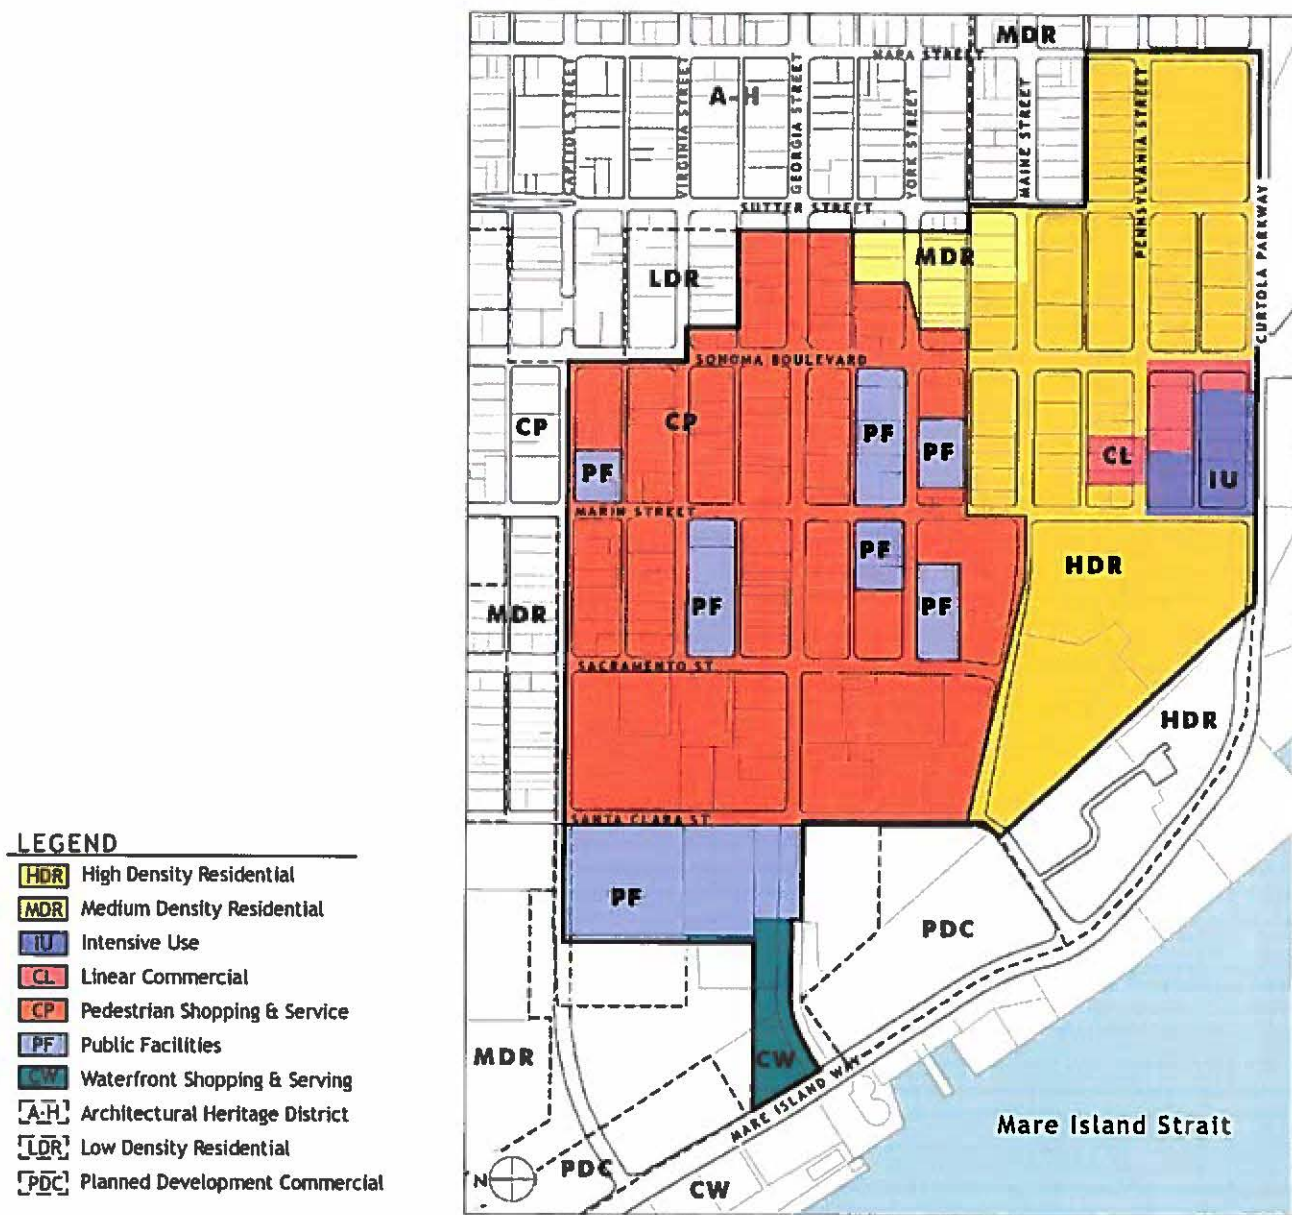 MDR
NAPA STREET
A-H
CAPITOL STREET
VIRGINIA STREET
GEORGIA STREET
YORK STREET
MAINE STREET
PENNSYLVANIA STREET
CURTOLA PARKWAY
SUTTER STREET
LDR
MDR
SONOMA BOULEVARD
CP
CP
PF
PF
PF
CL
IU
MARIN STREET
PF
HDR
MDR
PF
PF
SACRAMENTO ST.
HDR
SANTA CLARA ST.
PF
PDC
MDR
CW
MARE ISLAND WAY
Mare Island Strait
PDC
CW
N
LEGEND
HDR High Density Residential
MDR Medium Density Residential
IU Intensive Use
CL Linear Commercial
CP Pedestrian Shopping & Service
PF Public Facilities
CW Waterfront Shopping & Serving
A-H Architectural Heritage District
LDR Low Density Residential
PDC Planned Development Commercial